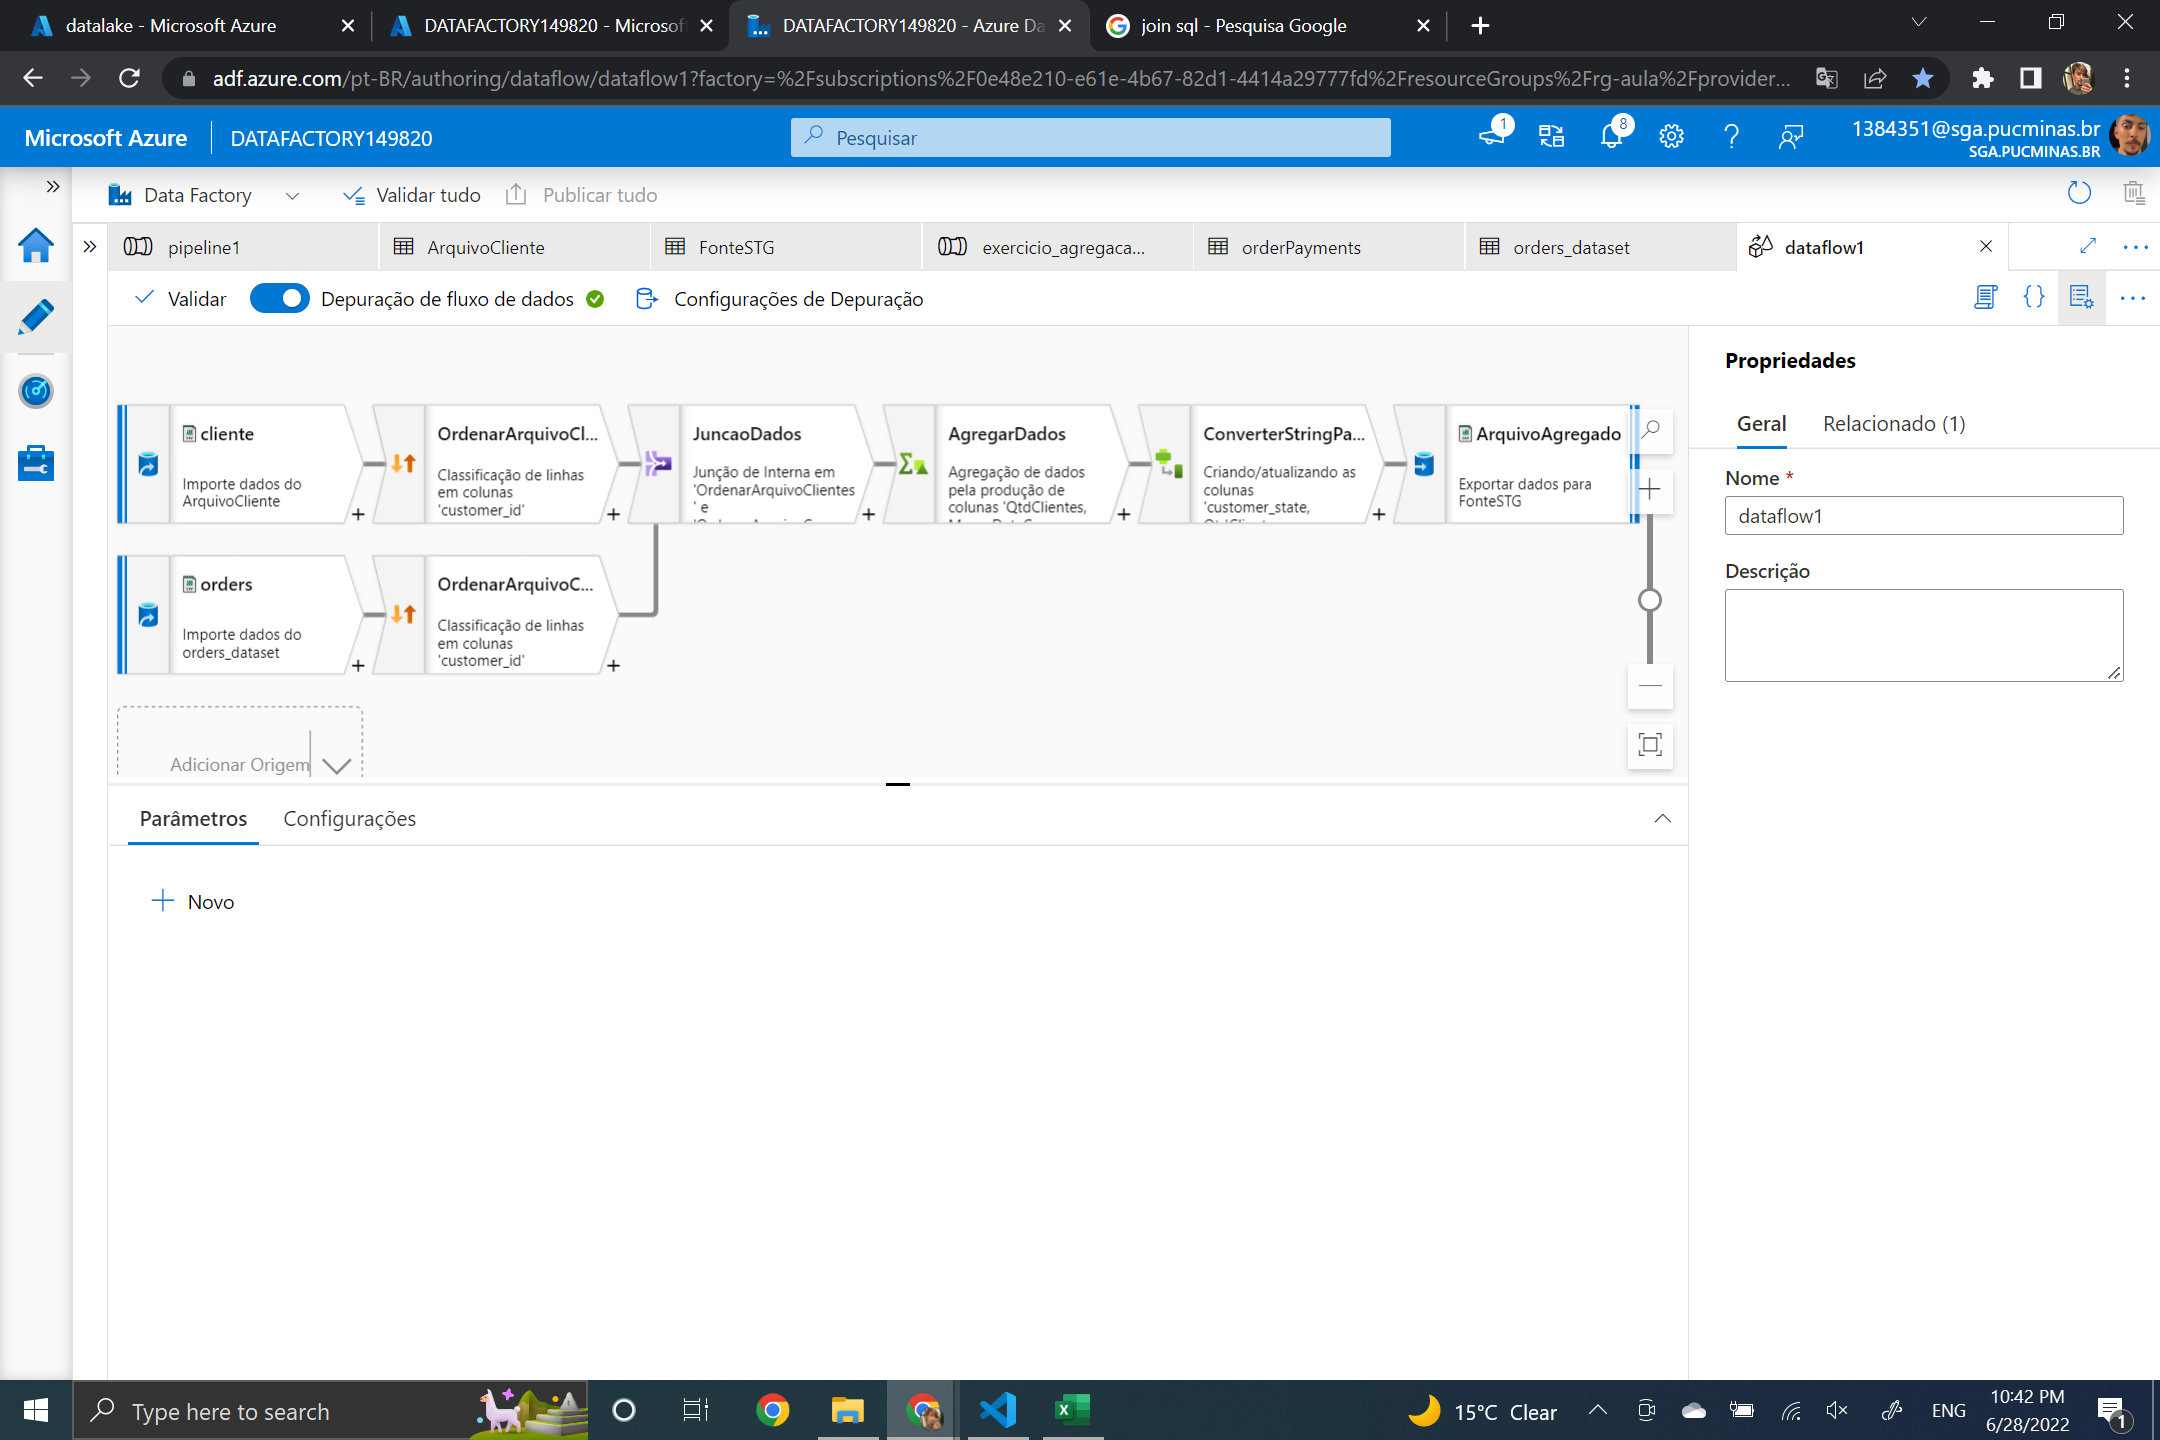 datalake - Microsoft Azure
DATAFACTORY149820 - Microsof
DATAFACTORY149820 - Azure Da
join sql - Pesquisa Google
adf.azure.com/pt-BR/authoring/dataflow/dataflow1?factory=%2Fsubscriptions%2F0e48e210-e61e-4b67-82d1-4414a29777fd%2FresourceGroups%2Frg-aula%2Fprovider...
Microsoft Azure
DATAFACTORY149820
Pesquisar
1
8
1384351@sga.pucminas.br
SGA.PUCMINAS.BR
Data Factory
Validar tudo
Publicar tudo
pipeline1
ArquivoCliente
FonteSTG
exercicio_agregaca...
orderPayments
orders_dataset
dataflow1
Validar
Depuração de fluxo de dados
Configurações de Depuração
cliente
Importe dados do
ArquivoCliente
OrdenarArquivoCl...
Classificação de linhas
em colunas
'customer_id'
JuncaoDados
Junção de Interna em
'OrdenarArquivoClientes
' e
AgregarDados
Agregação de dados
pela produção de
colunas 'QtdClientes,
ConverterStringPa...
Criando/atualizando as
colunas
'customer_state,
ArquivoAgregado
Exportar dados para
FonteSTG
orders
Importe dados do
orders_dataset
OrdenarArquivoC...
Classificação de linhas
em colunas
'customer_id'
Adicionar Origem
Propriedades
Geral
Relacionado (1)
Nome *
dataflow1
Descrição
Parâmetros
Configurações
Novo
Type here to search
15°C Clear
ENG
10:42 PM
6/28/2022
1